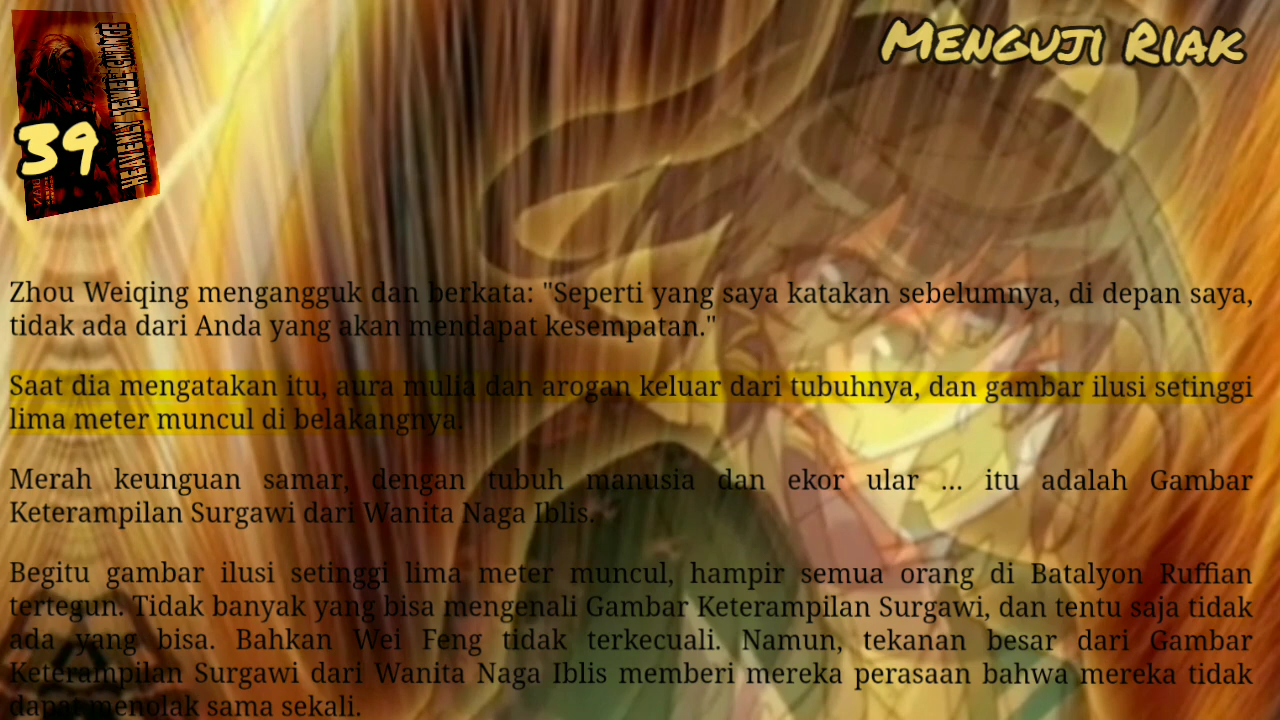 Menguji Riak
HEAVENLY JEWEL CHANGE
39
Zhou Weiqing mengangguk dan berkata: "Seperti yang saya katakan sebelumnya, di depan saya,
tidak ada dari Anda yang akan mendapat kesempatan."
Saat dia mengatakan itu, aura mulia dan arogan keluar dari tubuhnya, dan gambar ilusi setinggi
lima meter muncul di belakangnya.
Merah keunguan samar, dengan tubuh manusia dan ekor ular ... itu adalah Gambar
Keterampilan Surgawi dari Wanita Naga Iblis.
Begitu gambar ilusi setinggi lima meter muncul, hampir semua orang di Batalyon Ruffian
tertegun. Tidak banyak yang bisa mengenali Gambar Keterampilan Surgawi, dan tentu saja tidak
ada yang bisa. Bahkan Wei Feng tidak terkecuali. Namun, tekanan besar dari Gambar
Keterampilan Surgawi dari Wanita Naga Iblis memberi mereka perasaan bahwa mereka tidak
dapat menolak sama sekali.